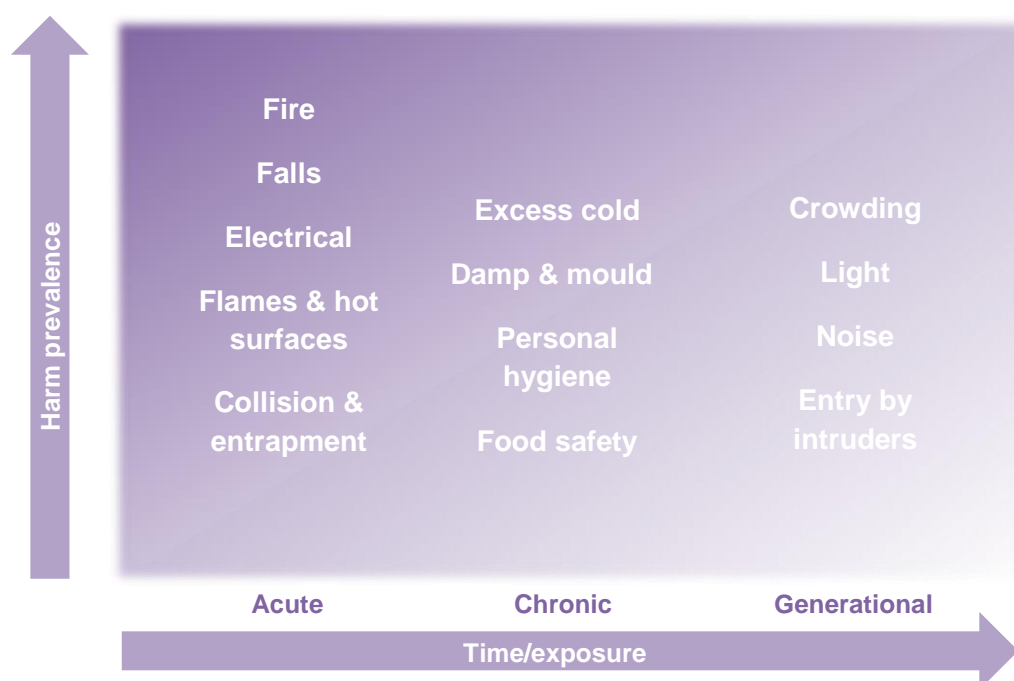 Harm prevalence
Fire
Falls
Electrical
Flames & hot
surfaces
Collision &
entrapment
Excess cold
Damp & mould
Personal
hygiene
Food safety
Crowding
Light
Noise
Entry by
intruders
Acute
Chronic
Generational
Time/exposure